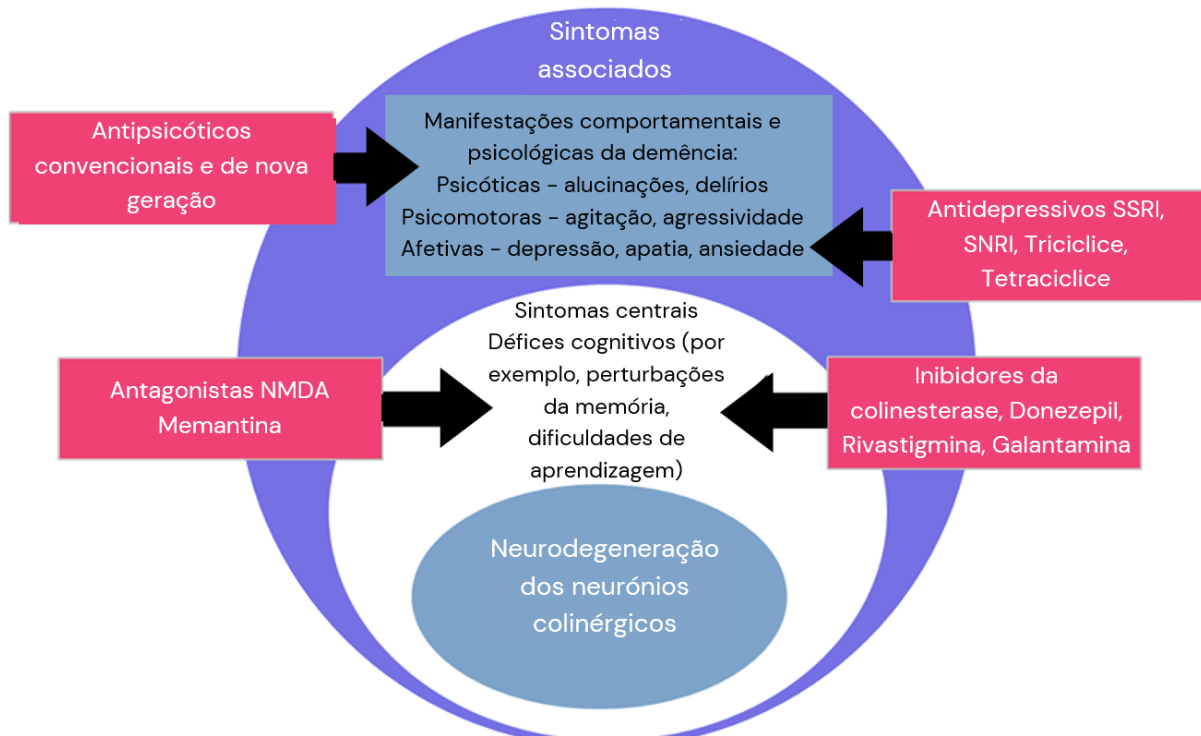 Sintomas
associados
Antipsicóticos
convencionais e de nova
geração
Manifestações comportamentais e
psicológicas da demência:
Psicóticas - alucinações, delírios
Psicomotoras - agitação, agressividade
Afetivas - depressão, apatia, ansiedade
Antidepressivos SSRI,
SNRI, Triciclice,
Tetraciclice
Sintomas centrais
Défices cognitivos (por
exemplo, perturbações
da memória,
dificuldades de
aprendizagem)
Antagonistas NMDA
Memantina
Inibidores da
colinesterase, Donezepil,
Rivastigmina, Galantamina
Neurodegeneração
dos neurónios
colinérgicos